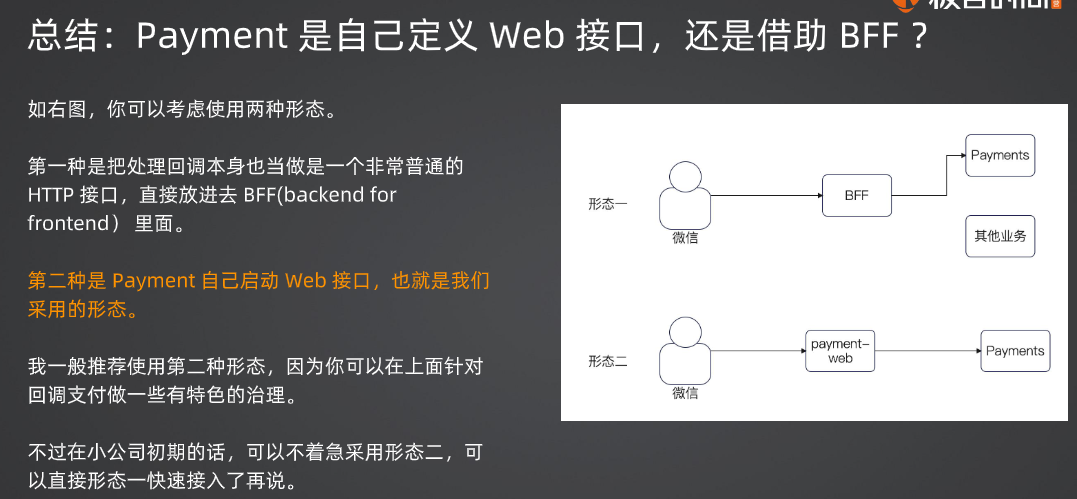 总结：Payment 是自己定义 Web 接口，还是借助 BFF ？
如右图，你可以考虑使用两种形态。
第一种是把处理回调本身也当做是一个非常普通的
HTTP 接口，直接放进去 BFF(backend for
frontend） 里面。
第二种是 Payment 自己启动 Web 接口，也就是我们
采用的形态。
我一般推荐使用第二种形态，因为你可以在上面针对
回调支付做一些有特色的治理。
不过在小公司初期的话，可以不着急采用形态二，可
以直接形态一快速接入了再说。
形态一
微信
BFF
Payments
其他业务
形态二
微信
payment-
web
Payments